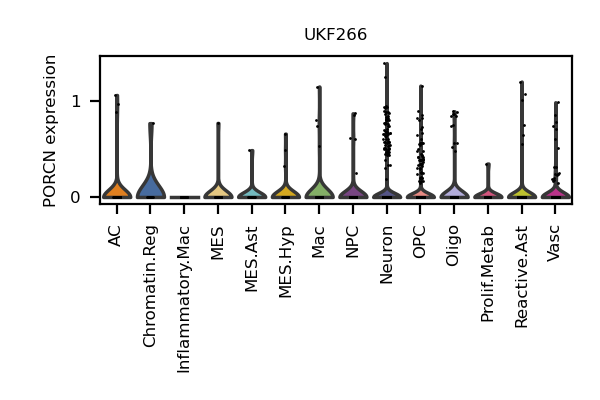 UKF266
PORCN expression
1
0
AC
Chromatin.Reg
Inflammatory.Mac
MES
MES.Ast
MES.Hyp
Mac
NPC
Neuron
OPC
Oligo
Prolif.Metab
Reactive.Ast
Vasc